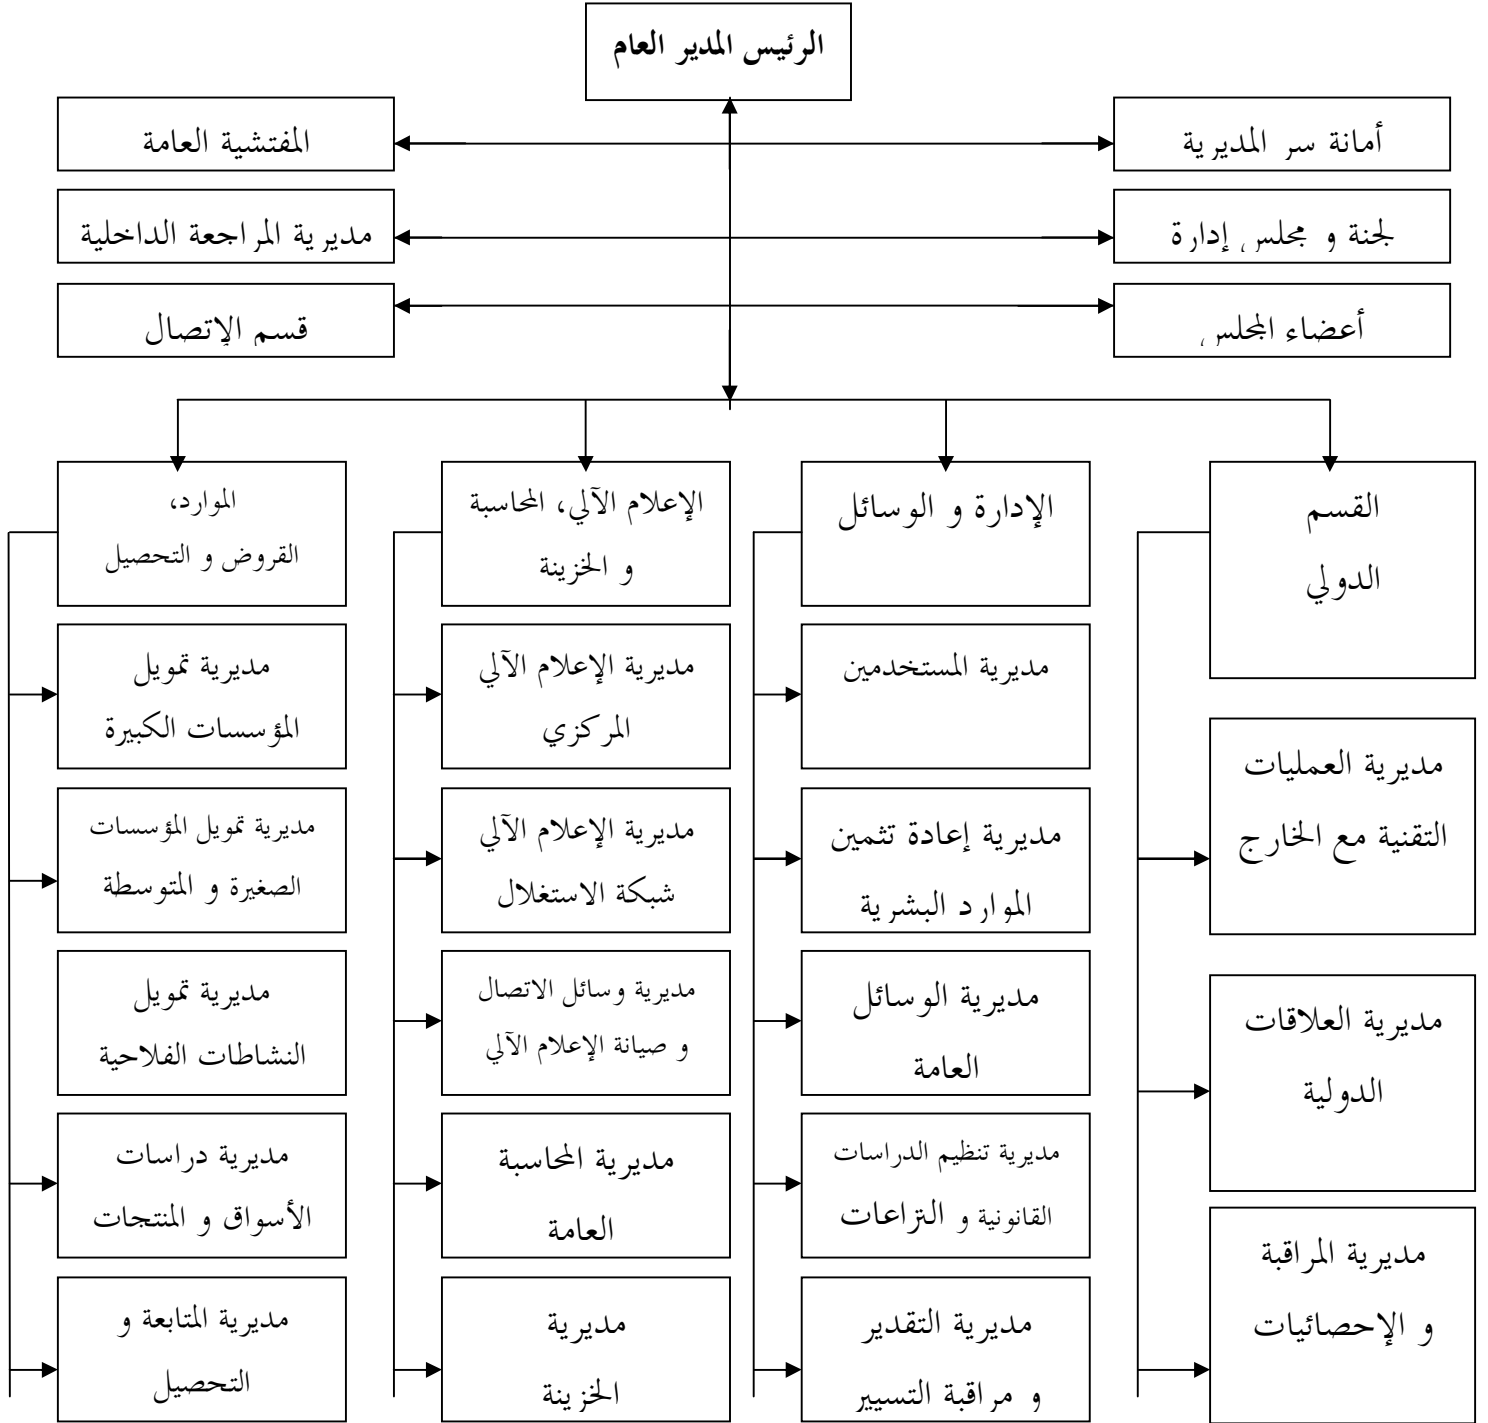 الرئيس المدير العام
أمانة سر المديرية
المفتشية العامة
لجنة و مجلس إدارة
مديرية المراجعة الداخلية
أعضاء المجلس
قسم الإتصال
القسم
الدولي
مديرية العمليات
التقنية مع الخارج
مديرية العلاقات
الدولية
مديرية المراقبة
و الإحصائيات
الإدارة و الوسائل
مديرية المستخدمين
مديرية إعادة تثمين
الموارد البشرية
مديرية الوسائل
العامة
مديرية تنظيم الدراسات
القانونية و النزاعات
مديرية التقدير
و مراقبة التسيير
الإعلام الآلي، المحاسبة
و الخزينة
مديرية الإعلام الآلي
المركزي
مديرية الإعلام الآلي
شبكة الاستغلال
مديرية وسائل الاتصال
و صيانة الإعلام الآلي
مديرية المحاسبة
العامة
مديرية
الخزينة
الموارد،
القروض و التحصيل
مديرية تمويل
المؤسسات الكبيرة
مديرية تمويل المؤسسات
الصغيرة و المتوسطة
مديرية تمويل
النشاطات الفلاحية
مديرية دراسات
الأسواق و المنتجات
مديرية المتابعة و
التحصيل